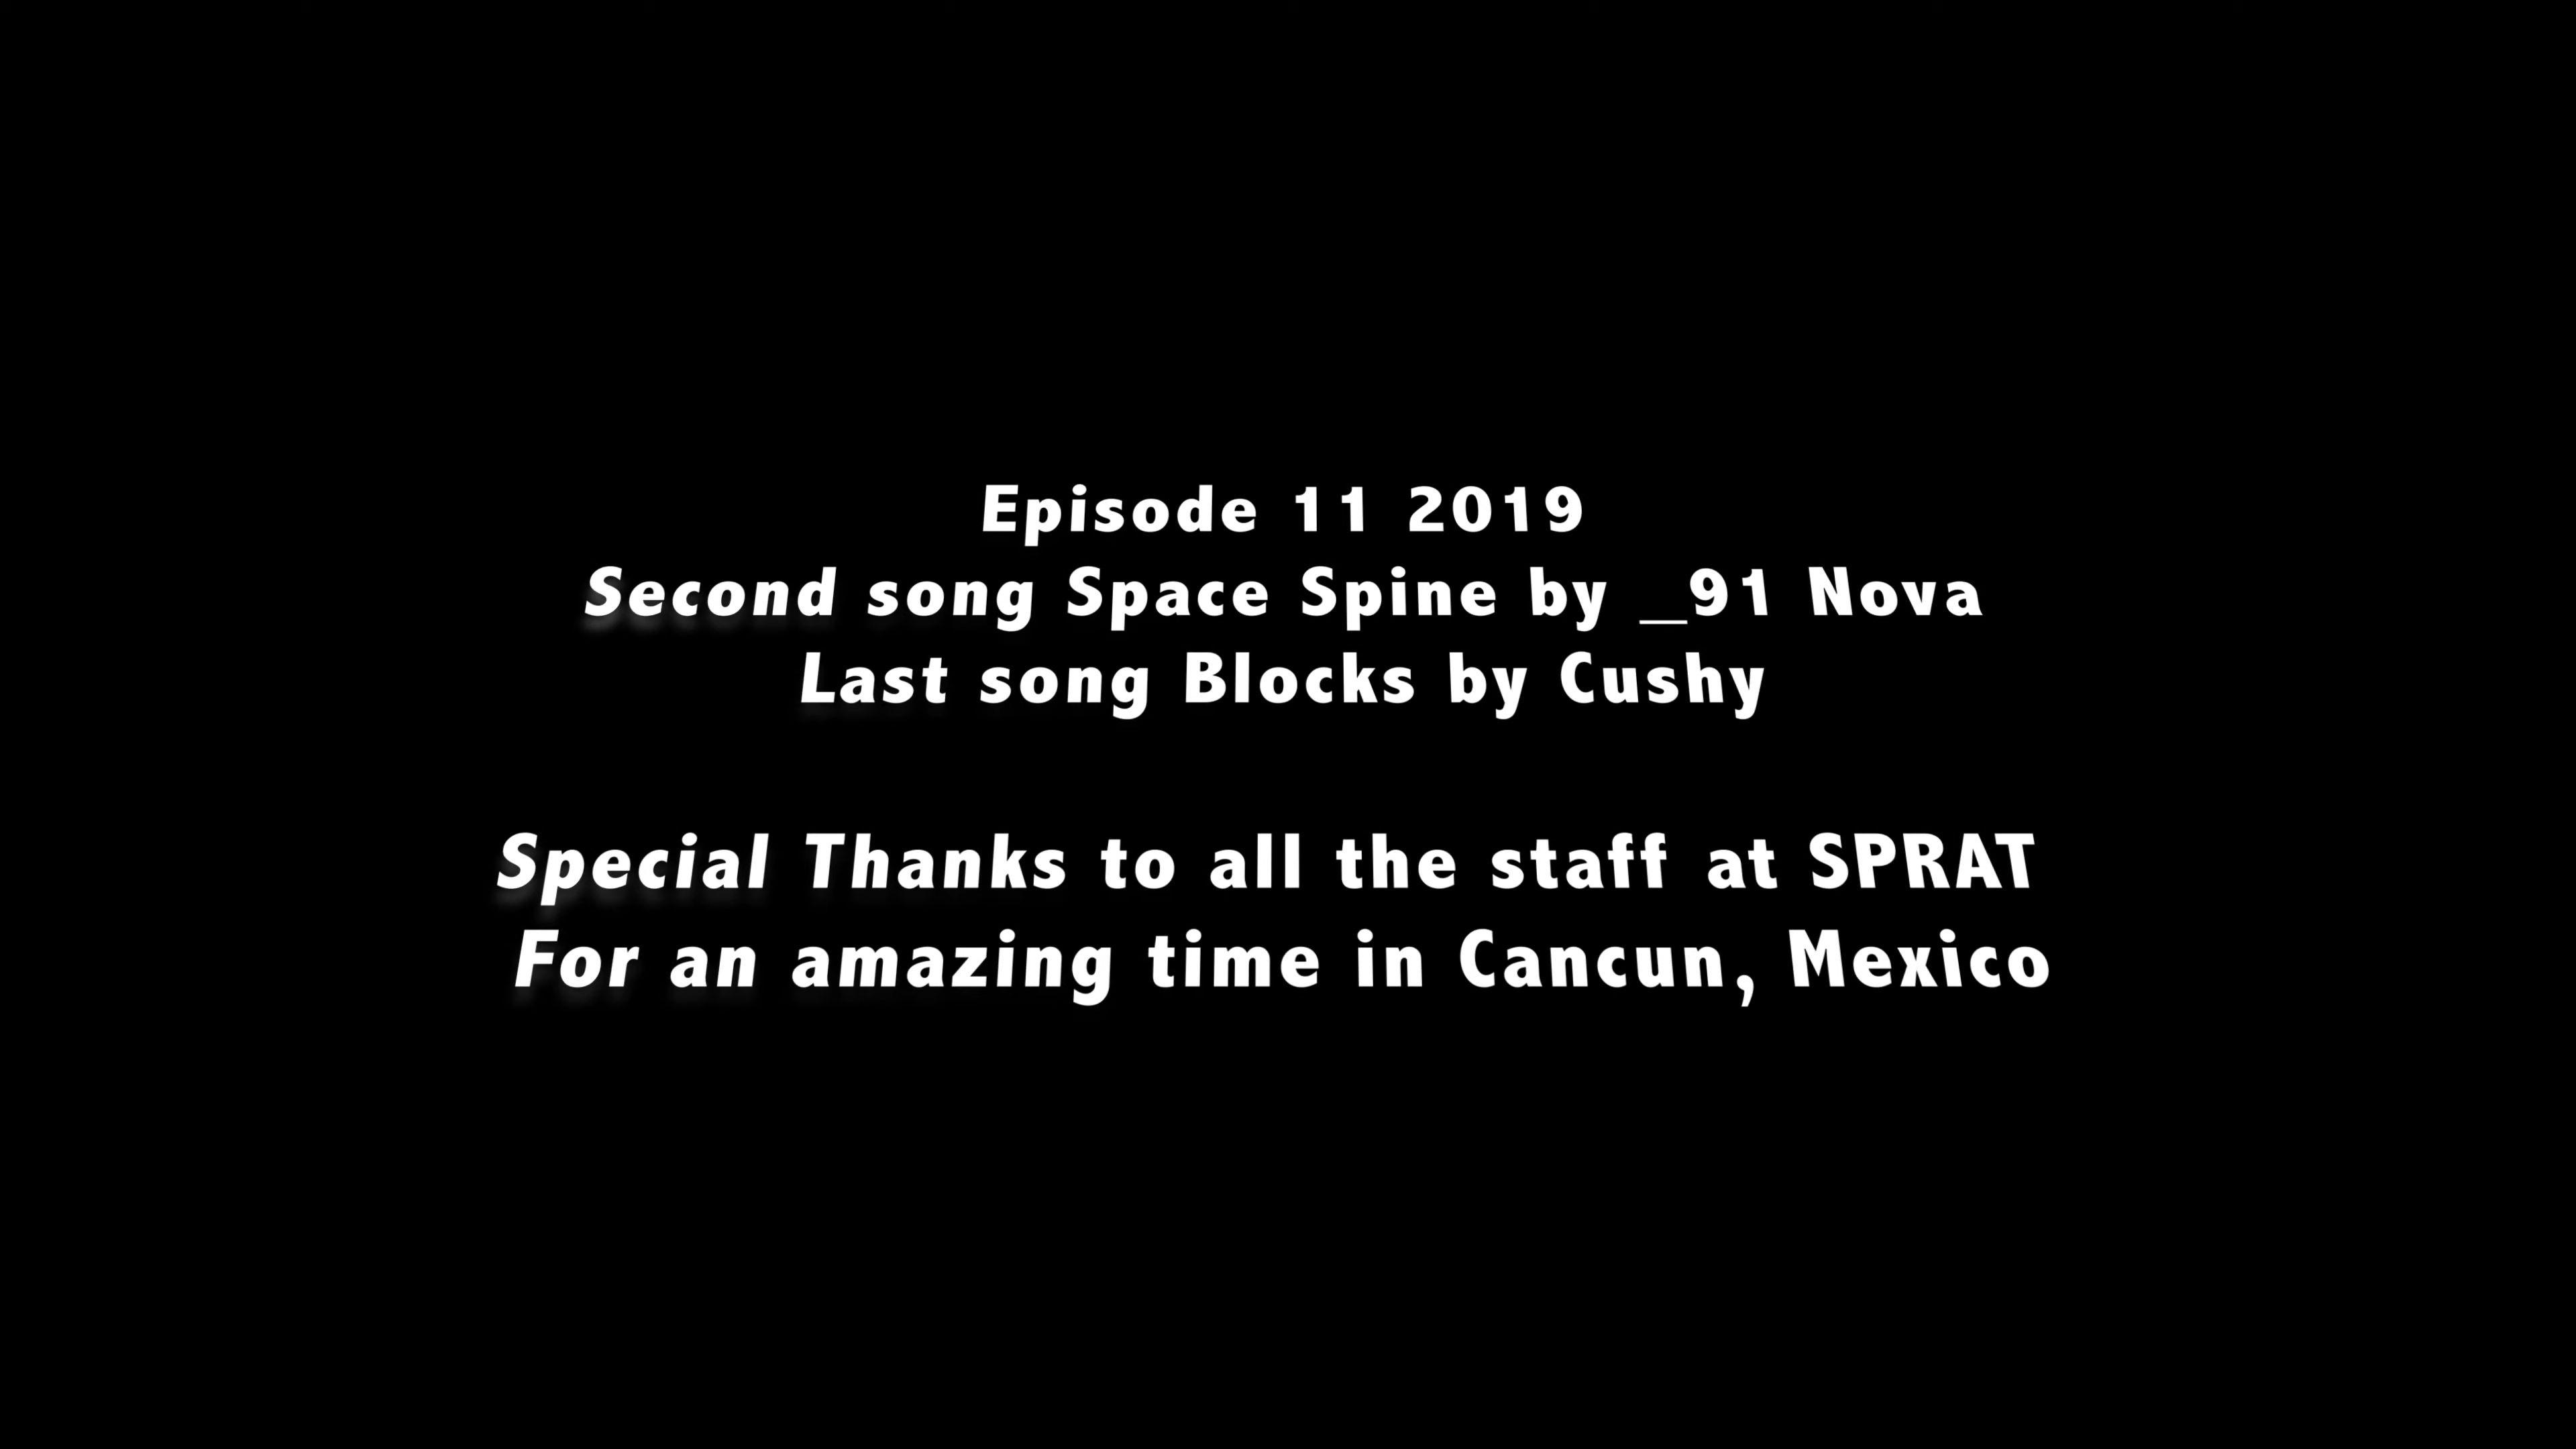 Episode 11 2019
Second song Space Spine by _91 Nova
Last song Blocks by Cushy
Special Thanks to all the staff at SPRAT
For an amazing time in Cancun, Mexico